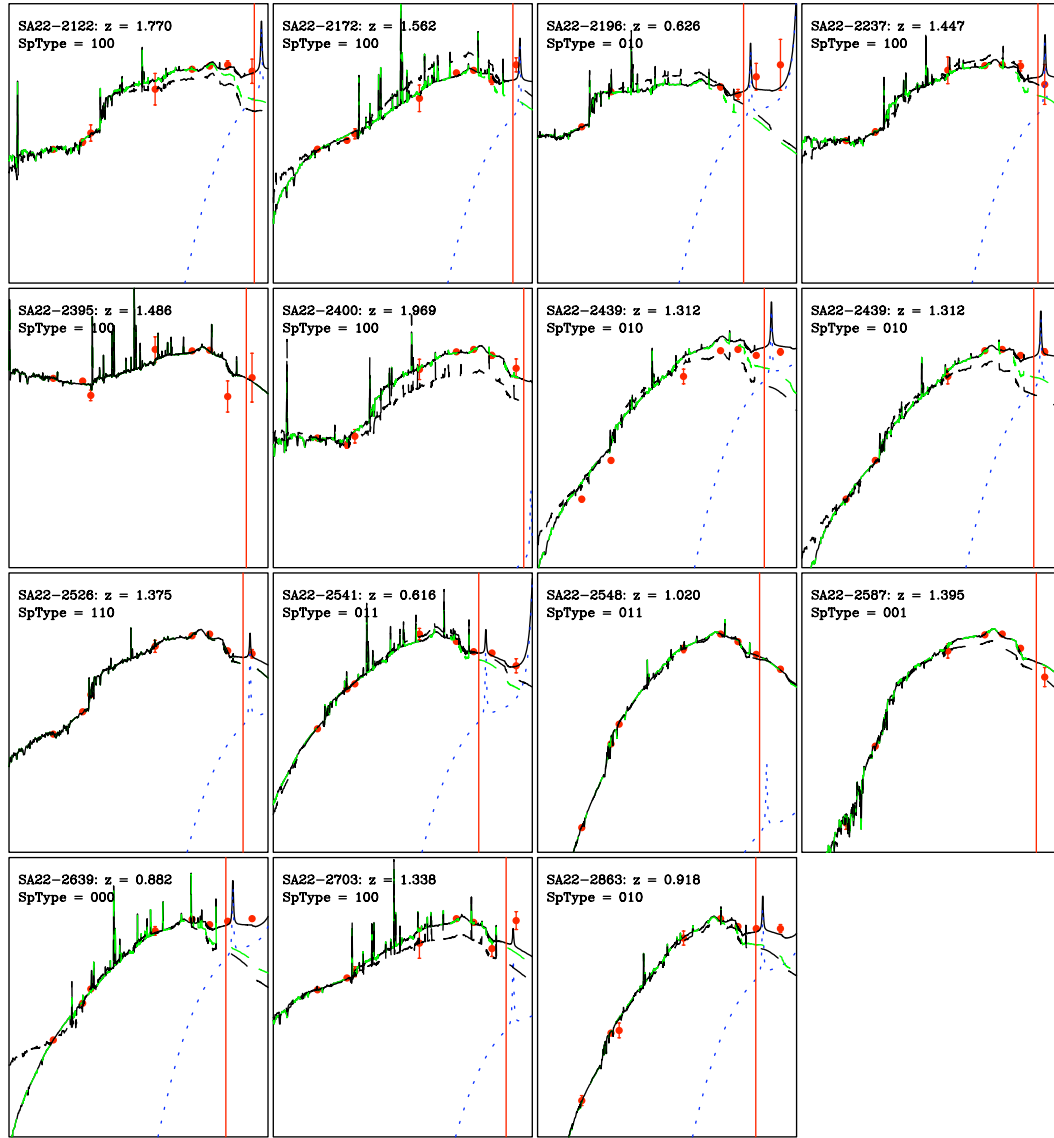 SA22-2122: z = 1.770
SpType = 100
SA22-2172: z = 1.562
SpType = 100
SA22-2196: z = 0.626
SpType = 010
SA22-2237: z = 1.447
SpType = 100
SA22-2395: z = 1.486
SpType = 100
SA22-2400: z = 1.969
SpType = 100
SA22-2439: z = 1.312
SpType = 010
SA22-2439: z = 1.312
SpType = 010
SA22-2526: z = 1.375
SpType = 110
SA22-2541: z = 0.616
SpType = 011
SA22-2548: z = 1.020
SpType = 011
SA22-2587: z = 1.395
SpType = 001
SA22-2639: z = 0.882
SpType = 000
SA22-2703: z = 1.338
SpType = 100
SA22-2863: z = 0.918
SpType = 010